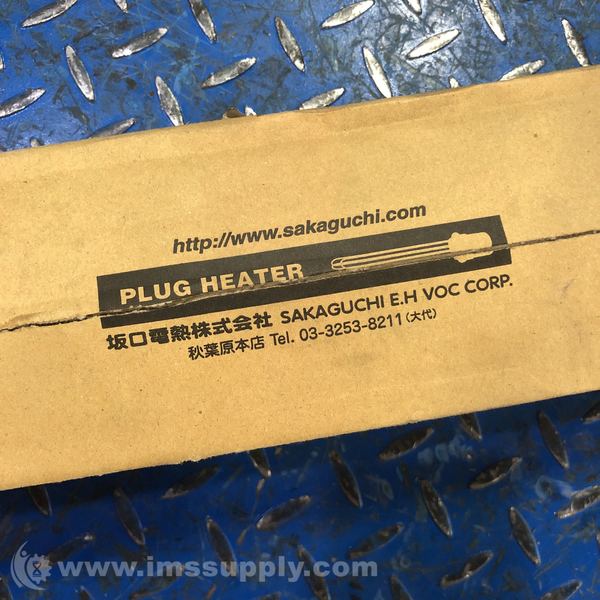 http://www.sakaguchi.com
PLUG HEATER
坂口電熱株式会社 SAKAGUCHI E.H VOC CORP.
秋葉原本店 Tel. 03-3253-8211(大代)
www.imssupply.com